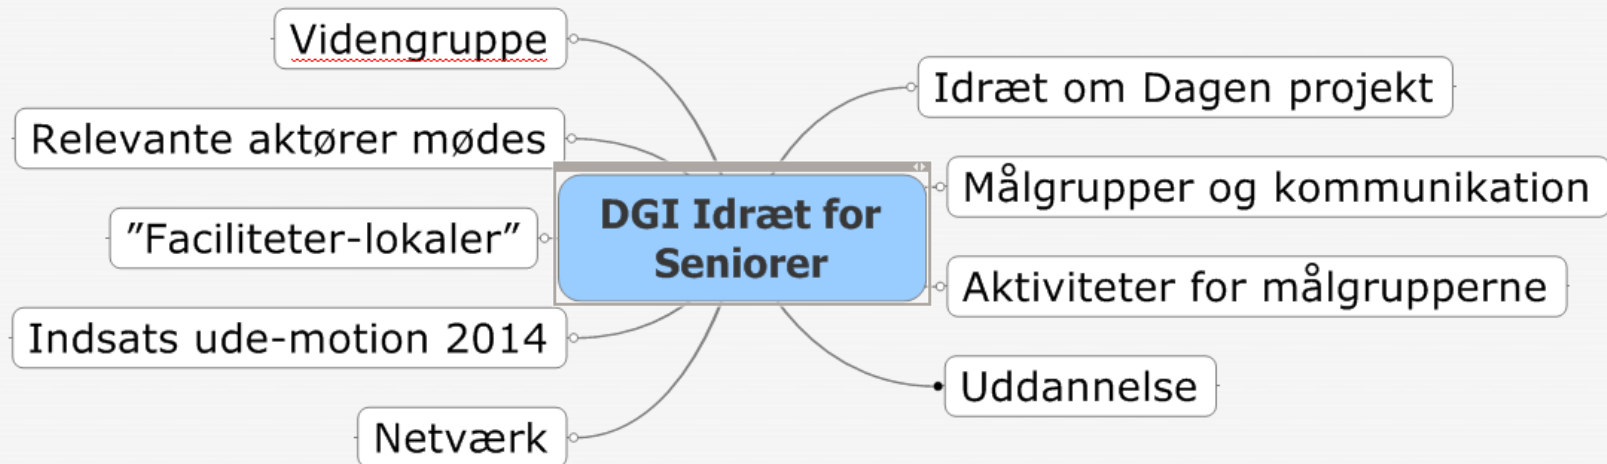 Videngruppe
Relevante aktører mødes
”Faciliteter-lokaler”
Indsats ude-motion 2014
Netværk
DGI Idræt for
Seniorer
Idræt om Dagen projekt
Målgrupper og kommunikation
Aktiviteter for målgrupperne
Uddannelse